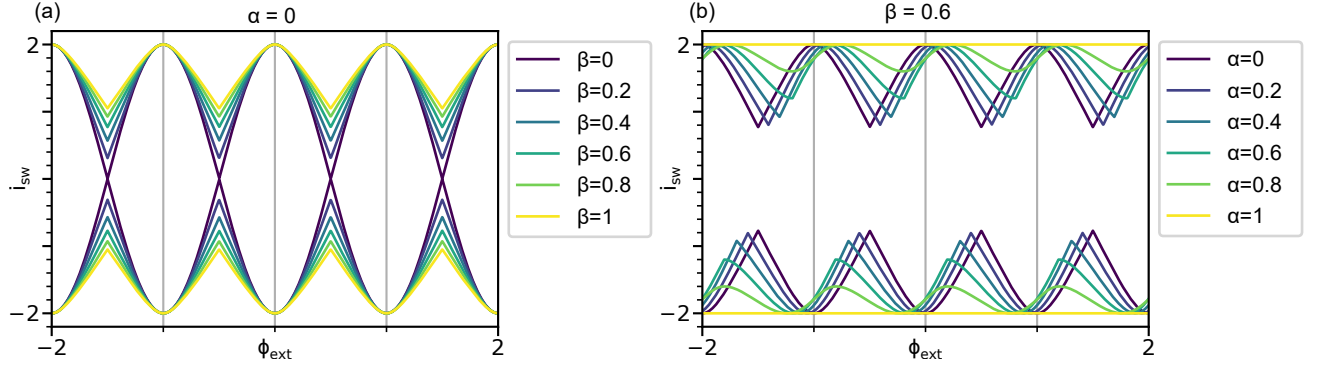 (a)
α = 0
2
−2
i_sw
−2
ϕ_ext
2
β=0
β=0.2
β=0.4
β=0.6
β=0.8
β=1
(b)
β = 0.6
2
−2
i_sw
−2
ϕ_ext
2
α=0
α=0.2
α=0.4
α=0.6
α=0.8
α=1